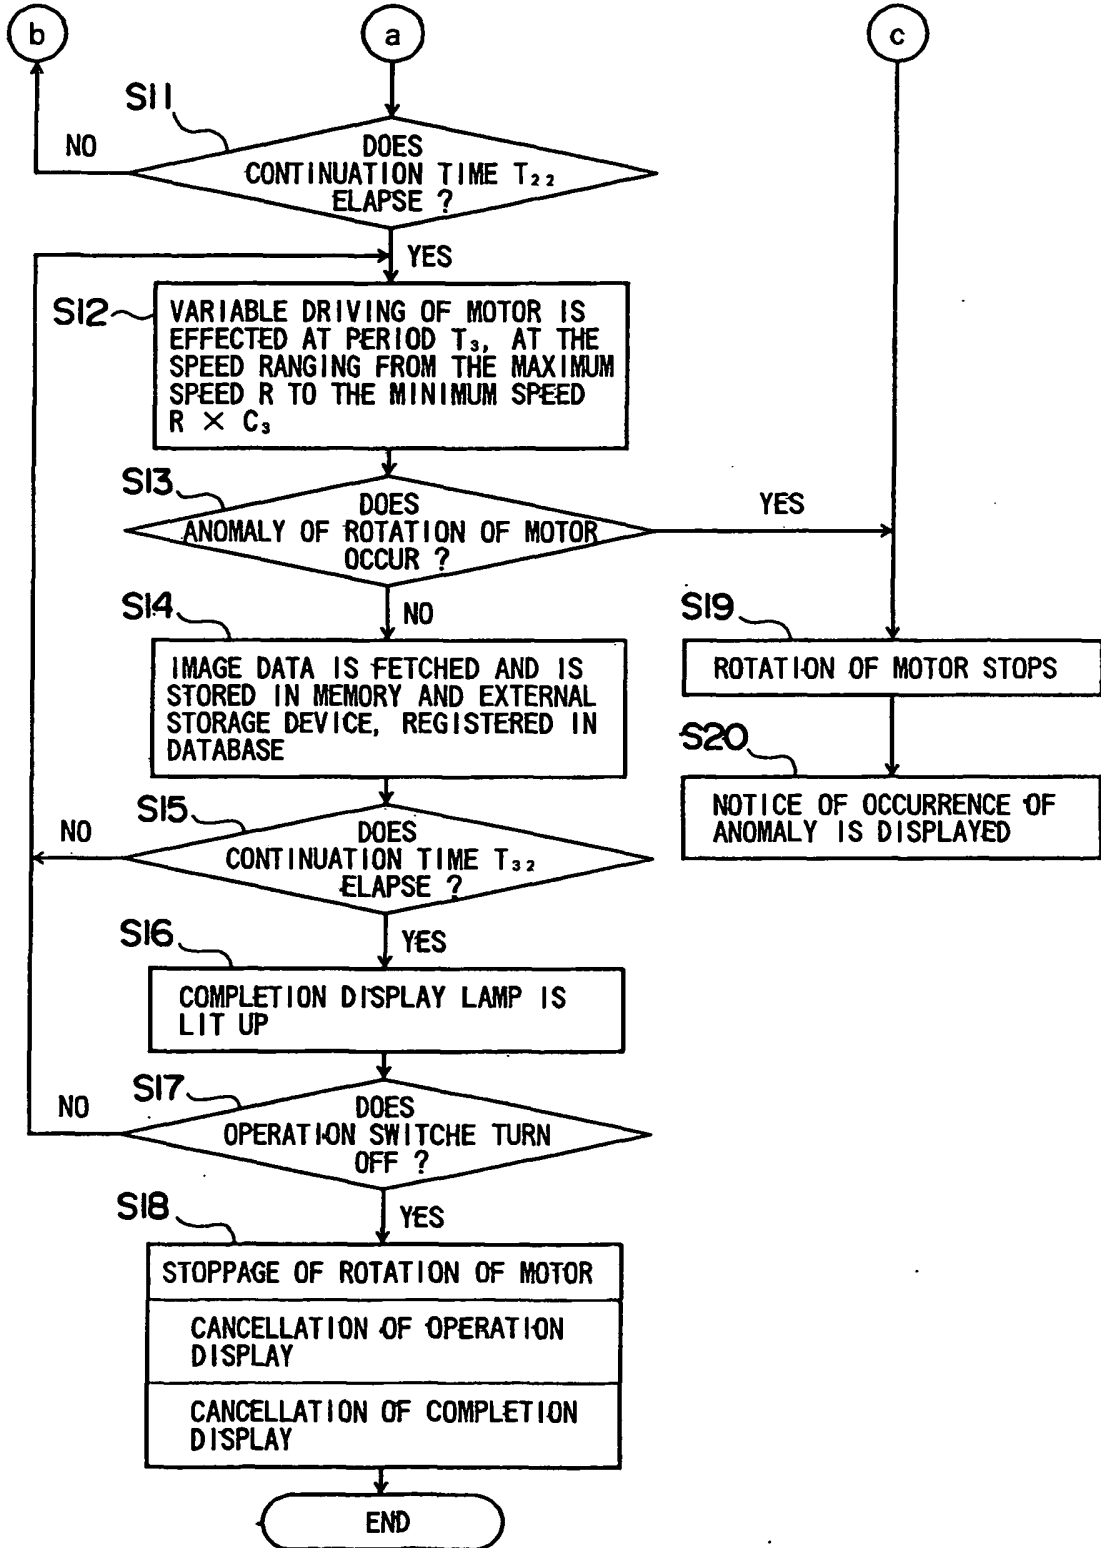 b
a
c
S11
NO
DOES
CONTINUATION TIME T₂₂
ELAPSE ?
YES
S12
VARIABLE DRIVING OF MOTOR IS
EFFECTED AT PERIOD T₃, AT THE
SPEED RANGING FROM THE MAXIMUM
SPEED R TO THE MINIMUM SPEED
R × C₃
S13
DOES
ANOMALY OF ROTATION OF MOTOR
OCCUR ?
YES
NO
S14
IMAGE DATA IS FETCHED AND IS
STORED IN MEMORY AND EXTERNAL
STORAGE DEVICE, REGISTERED IN
DATABASE
S19
ROTATION OF MOTOR STOPS
S20
NOTICE OF OCCURRENCE OF
ANOMALY IS DISPLAYED
S15
NO
DOES
CONTINUATION TIME T₃₂
ELAPSE ?
YES
S16
COMPLETION DISPLAY LAMP IS
LIT UP
S17
NO
DOES
OPERATION SWITCHE TURN
OFF ?
YES
S18
STOPPAGE OF ROTATION OF MOTOR
CANCELLATION OF OPERATION
DISPLAY
CANCELLATION OF COMPLETION
DISPLAY
END